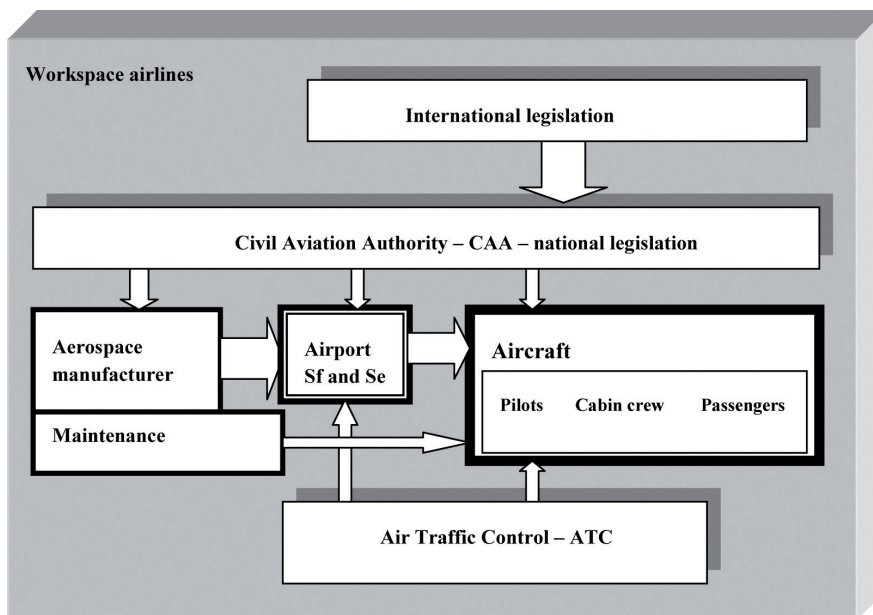 Workspace airlines
International legislation
Civil Aviation Authority – CAA – national legislation
Aerospace
manufacturer
Airport
Sf and Se
Aircraft
Pilots Cabin crew Passengers
Maintenance
Air Traffic Control – ATC